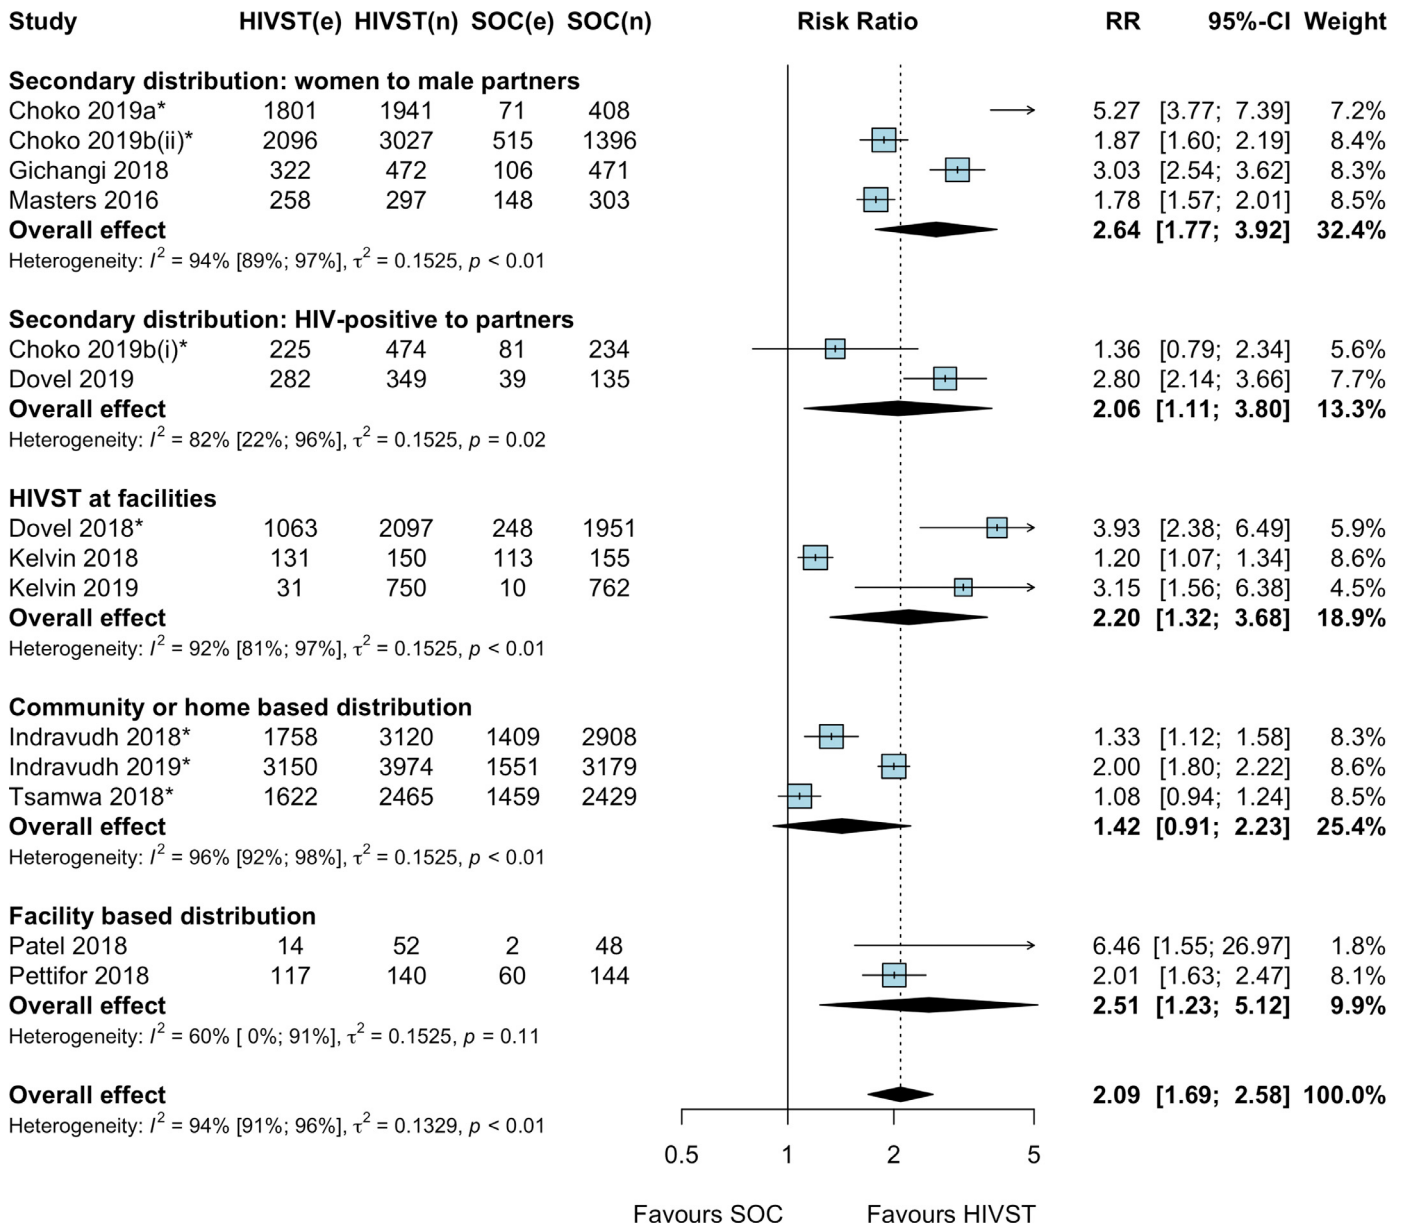 Study HIVST(e) HIVST(n) SOC(e) SOC(n) Risk Ratio RR 95%-CI Weight
Secondary distribution: women to male partners
Choko 2019a* 1801 1941 71 408 5.27 [3.77; 7.39] 7.2%
Choko 2019b(ii)* 2096 3027 515 1396 1.87 [1.60; 2.19] 8.4%
Gichangi 2018 322 472 106 471 3.03 [2.54; 3.62] 8.3%
Masters 2016 258 297 148 303 1.78 [1.57; 2.01] 8.5%
Overall effect 2.64 [1.77; 3.92] 32.4%
Heterogeneity: I² = 94% [89%; 97%], τ² = 0.1525, p < 0.01
Secondary distribution: HIV-positive to partners
Choko 2019b(i)* 225 474 81 234 1.36 [0.79; 2.34] 5.6%
Dovel 2019 282 349 39 135 2.80 [2.14; 3.66] 7.7%
Overall effect 2.06 [1.11; 3.80] 13.3%
Heterogeneity: I² = 82% [22%; 96%], τ² = 0.1525, p = 0.02
HIVST at facilities
Dovel 2018* 1063 2097 248 1951 3.93 [2.38; 6.49] 5.9%
Kelvin 2018 131 150 113 155 1.20 [1.07; 1.34] 8.6%
Kelvin 2019 31 750 10 762 3.15 [1.56; 6.38] 4.5%
Overall effect 2.20 [1.32; 3.68] 18.9%
Heterogeneity: I² = 92% [81%; 97%], τ² = 0.1525, p < 0.01
Community or home based distribution
Indravudh 2018* 1758 3120 1409 2908 1.33 [1.12; 1.58] 8.3%
Indravudh 2019* 3150 3974 1551 3179 2.00 [1.80; 2.22] 8.6%
Tsamwa 2018* 1622 2465 1459 2429 1.08 [0.94; 1.24] 8.5%
Overall effect 1.42 [0.91; 2.23] 25.4%
Heterogeneity: I² = 96% [92%; 98%], τ² = 0.1525, p < 0.01
Facility based distribution
Patel 2018 14 52 2 48 6.46 [1.55; 26.97] 1.8%
Pettifor 2018 117 140 60 144 2.01 [1.63; 2.47] 8.1%
Overall effect 2.51 [1.23; 5.12] 9.9%
Heterogeneity: I² = 60% [ 0%; 91%], τ² = 0.1525, p = 0.11
Overall effect 2.09 [1.69; 2.58] 100.0%
Heterogeneity: I² = 94% [91%; 96%], τ² = 0.1329, p < 0.01
0.5 1 2 5
Favours SOC Favours HIVST